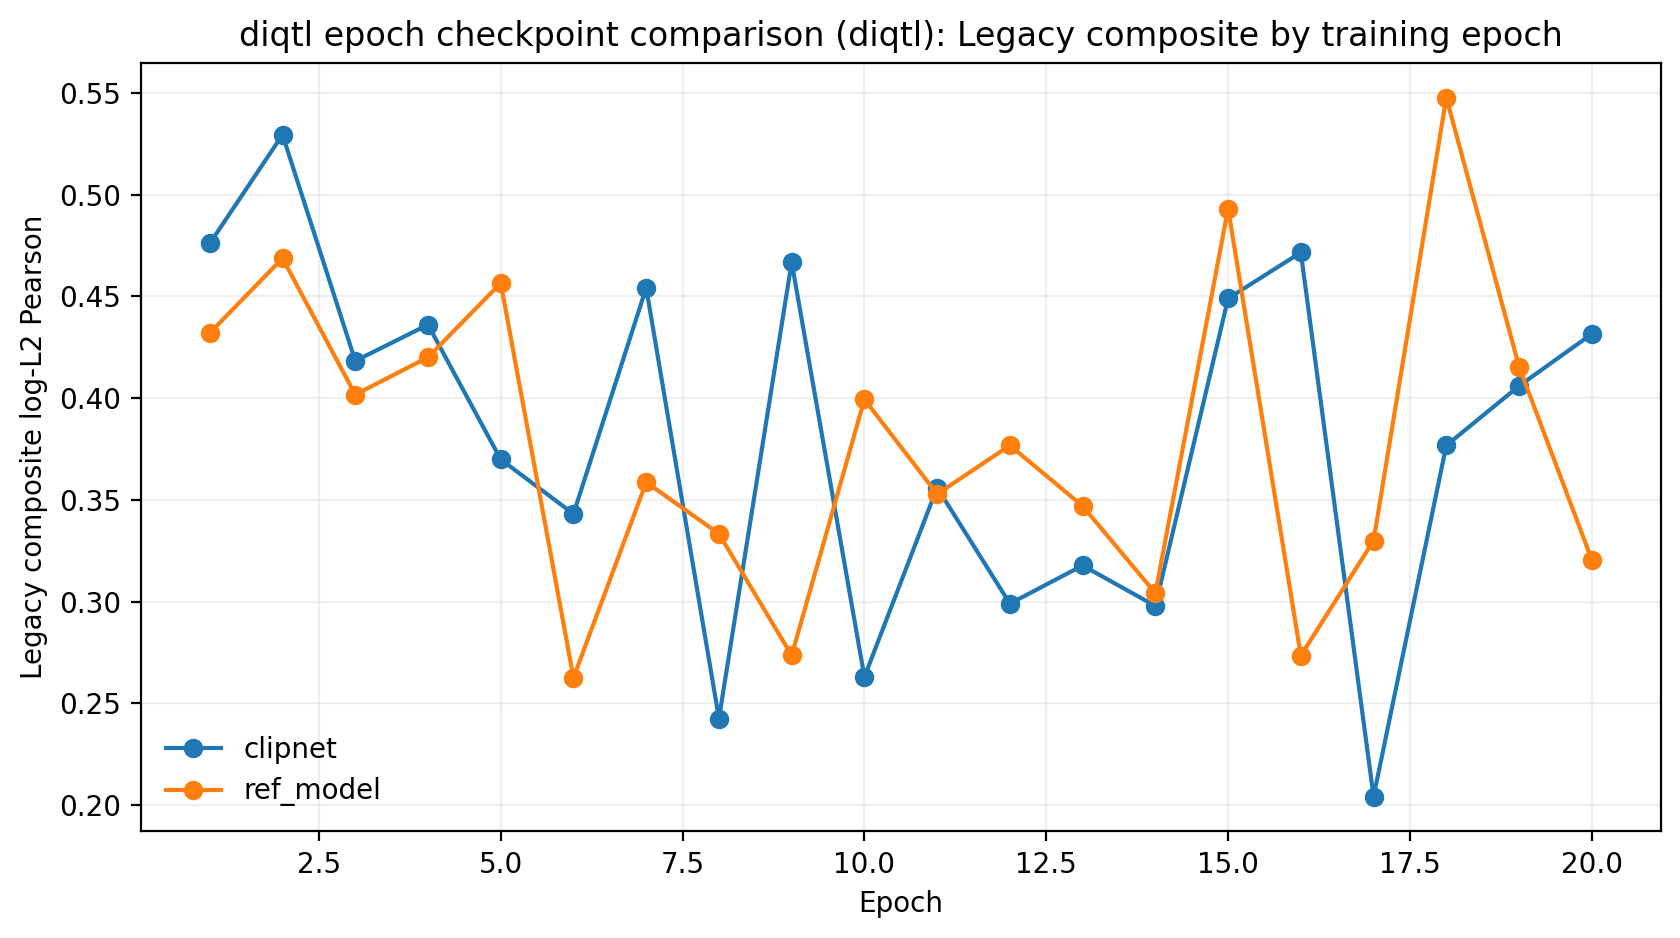 diqtl epoch checkpoint comparison (diqtl): Legacy composite by training epoch
Legacy composite log-L2 Pearson
0.55
0.50
0.45
0.40
0.35
0.30
0.25
0.20
clipnet
ref_model
2.5 5.0 7.5 10.0 12.5 15.0 17.5 20.0
Epoch